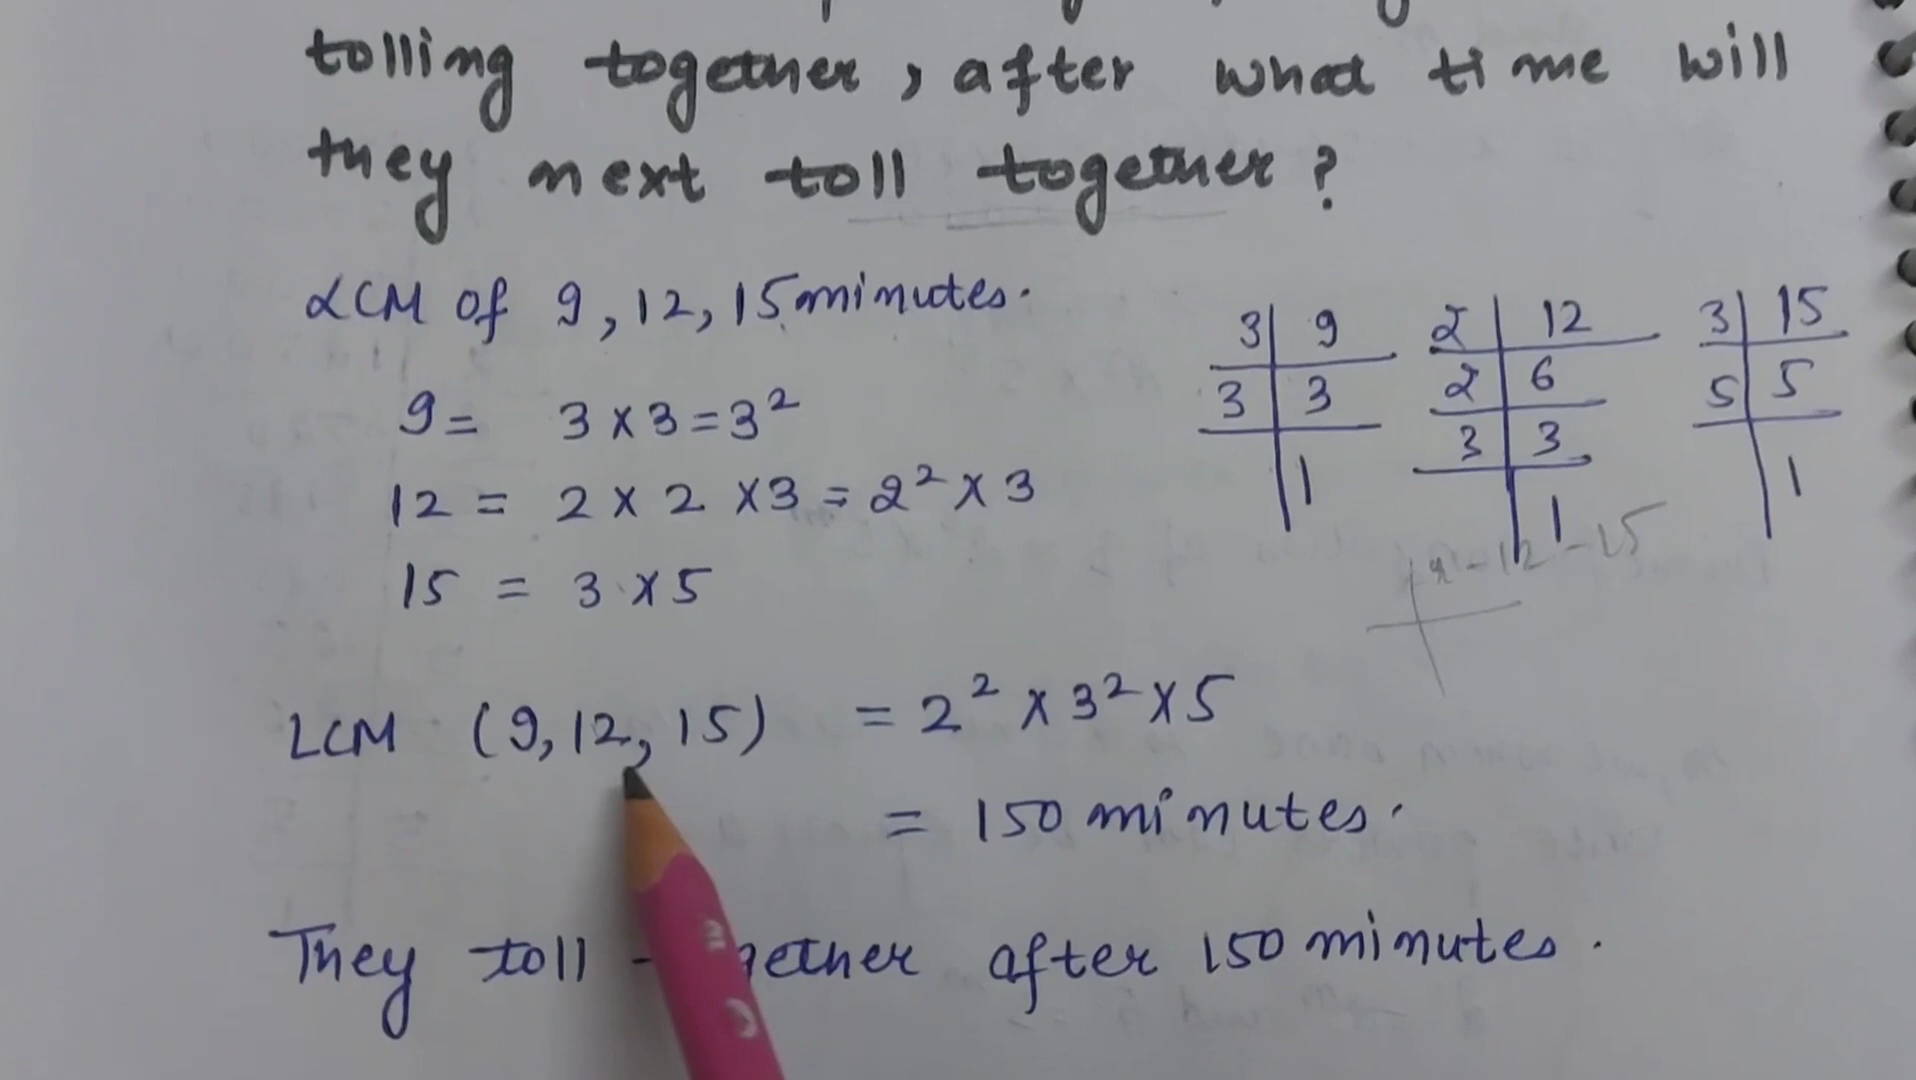 tolling together, after what time will
they next toll together?
LCM of 9, 12, 15 minutes.
9 = 3 × 3 = 3²
12 = 2 × 2 × 3 = 2² × 3
15 = 3 × 5
3 | 9
3 | 3
1
2 | 12
2 | 6
3 | 3
1
3 | 15
5 | 5
1
LCM (9, 12, 15) = 2² × 3² × 5
= 150 minutes.
They toll after 150 minutes.